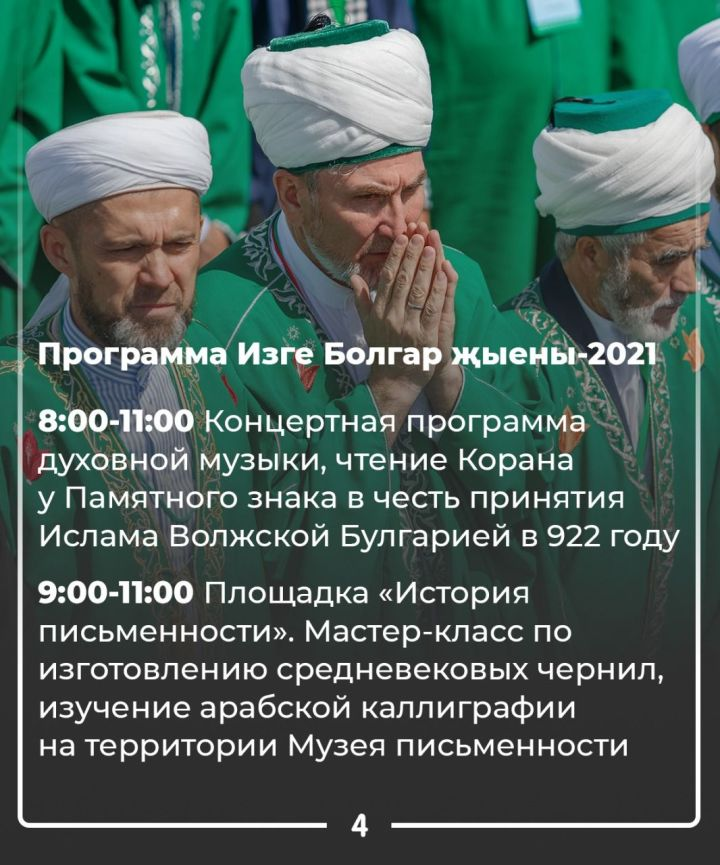 Программа Изге Болгар җыены-2021
8:00-11:00 Концертная программа
духовной музыки, чтение Корана
у Памятного знака в честь принятия
Ислама Волжской Булгарией в 922 году
9:00-11:00 Площадка «История
письменности». Мастер-класс по
изготовлению средневековых чернил,
изучение арабской каллиграфии
на территории Музея письменности
4